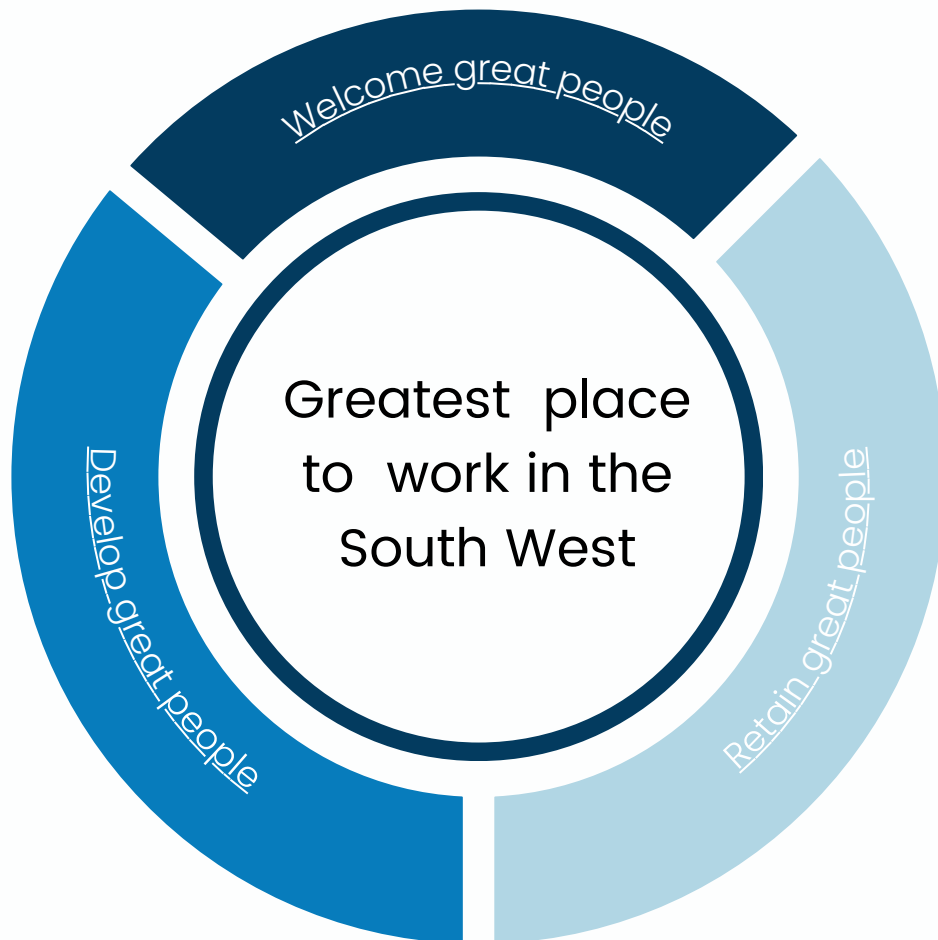 Welcome great people
Greatest place
to work in the
South West
Develop great people
Retain great people